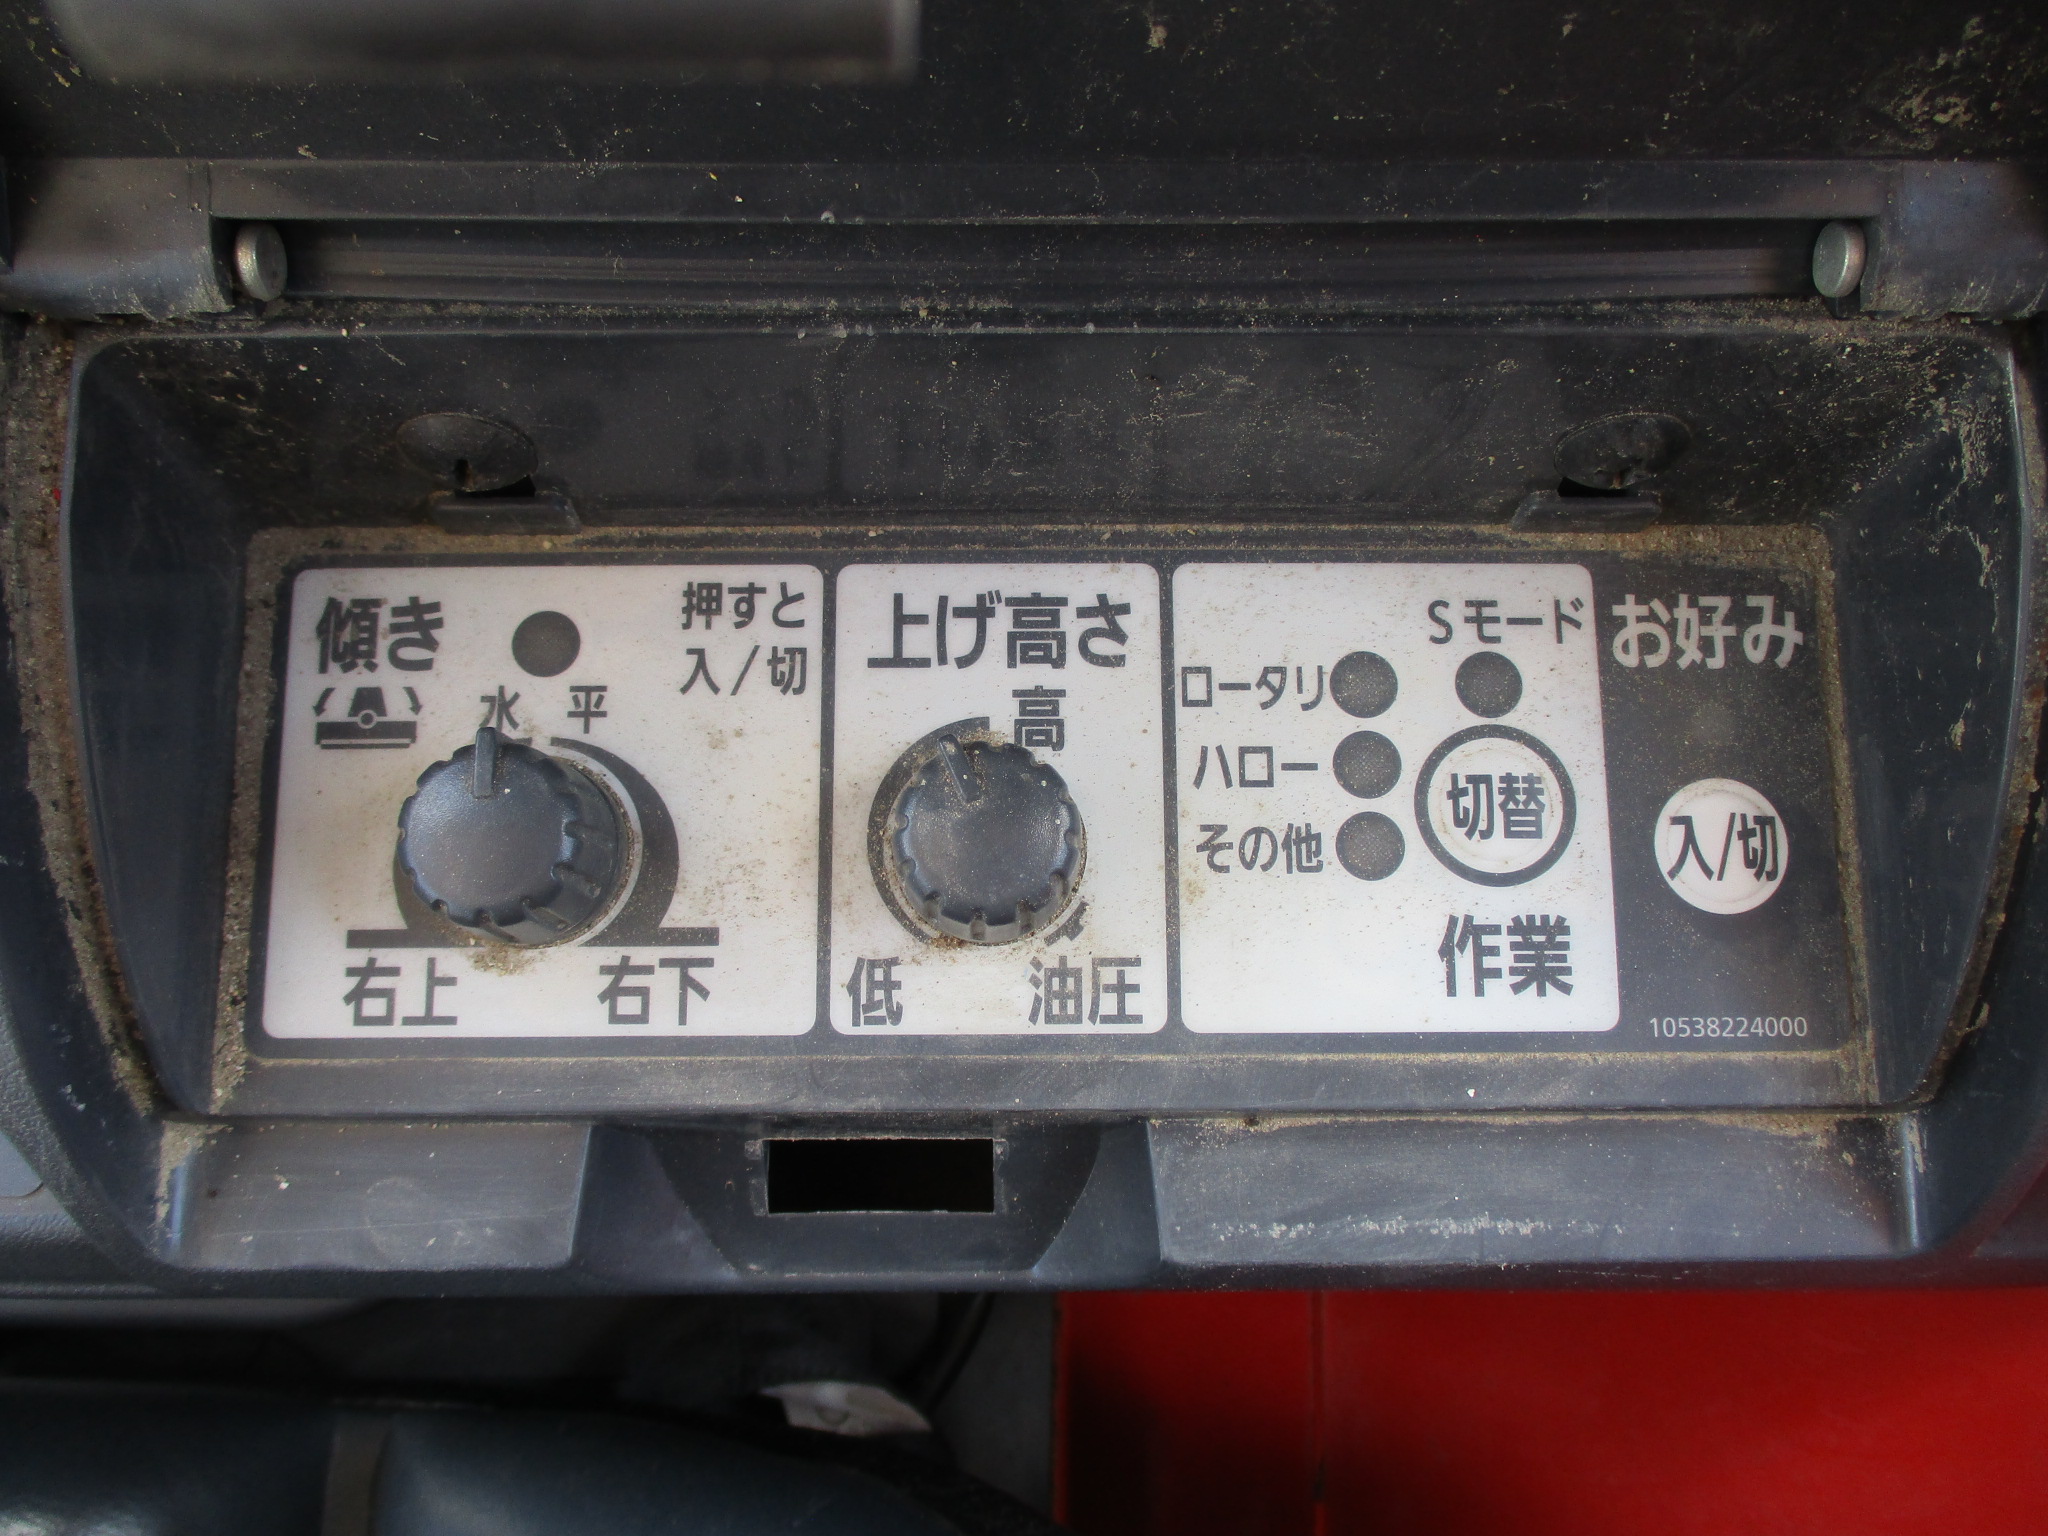 傾き
押すと
入/切
水平
右上
右下
上げ高さ
高
低
油圧
Sモード
ロータリ
ハロー
その他
切替
作業
お好み
入/切
10538224000